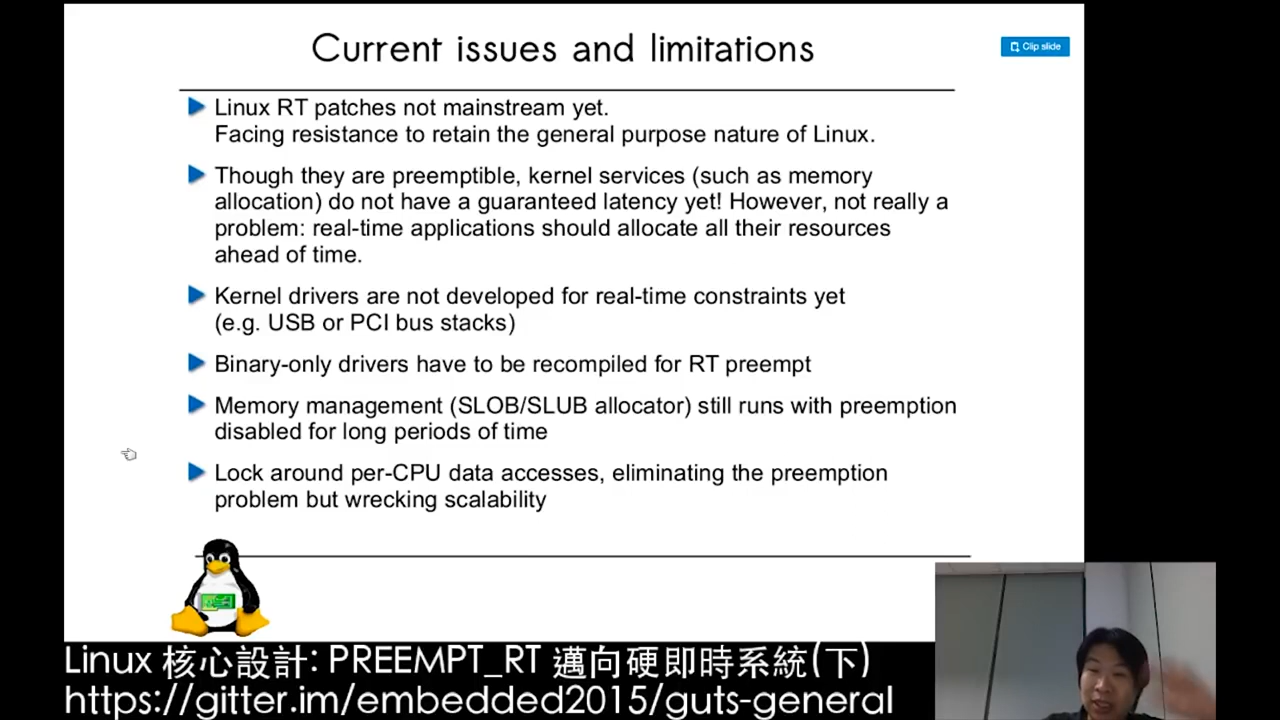 Current issues and limitations
Clip slide
Linux RT patches not mainstream yet.
Facing resistance to retain the general purpose nature of Linux.
Though they are preemptible, kernel services (such as memory
allocation) do not have a guaranteed latency yet! However, not really a
problem: real-time applications should allocate all their resources
ahead of time.
Kernel drivers are not developed for real-time constraints yet
(e.g. USB or PCI bus stacks)
Binary-only drivers have to be recompiled for RT preempt
Memory management (SLOB/SLUB allocator) still runs with preemption
disabled for long periods of time
Lock around per-CPU data accesses, eliminating the preemption
problem but wrecking scalability
Linux 核心設計: PREEMPT_RT 邁向硬即時系統(下)
https://gitter.im/embedded2015/guts-general